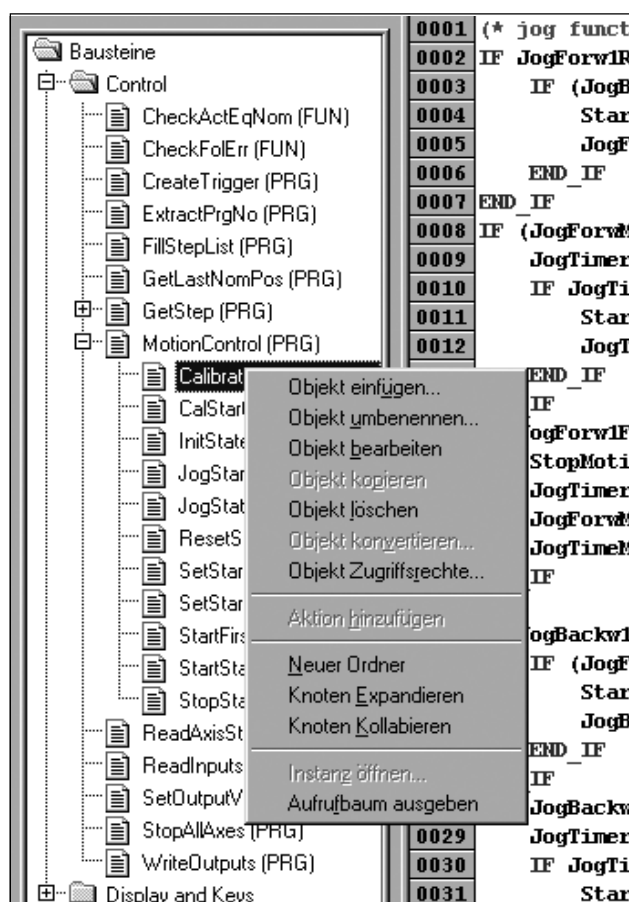 Bausteine
Control
CheckActEqNom (FUN)
CheckFolErr (FUN)
CreateTrigger (PRG)
ExtractPrgNo (PRG)
FillStepList (PRG)
GetLastNomPos (PRG)
GetStep (PRG)
MotionControl (PRG)
Calibrat
CalStart
InitState
JogStar
JogStat
ResetS
SetStar
SetStar
StartFirs
StartSta
StopSta
ReadAxisSt
ReadInputs
SetOutputV
StopAllAxes (PRG)
WriteOutputs (PRG)
Display and Keys
Objekt einfügen...
Objekt umbenennen...
Objekt bearbeiten
Objekt kopieren
Objekt löschen
Objekt konvertieren...
Objekt Zugriffsrechte...
Aktion hinzufügen
Neuer Ordner
Knoten Expandieren
Knoten Kollabieren
Instanz öffnen...
Aufrufbaum ausgeben
0001 (* jog funct
0002 IF JogForw1R
0003 IF (JogB
0004 Star
0005 JogF
0006 END_IF
0007 END_IF
0008 IF (JogForwM
0009 JogTimer
0010 IF JogTi
0011 Star
0012 JogT
END_IF
IF
ogForw1F
StopMoti
JogTimer
JogForwM
JogTimeM
IF
ogBackw1
IF (JogF
Star
JogB
END_IF
IF
JogBackw
0029 JogTimer
0030 IF JogTi
0031 Star